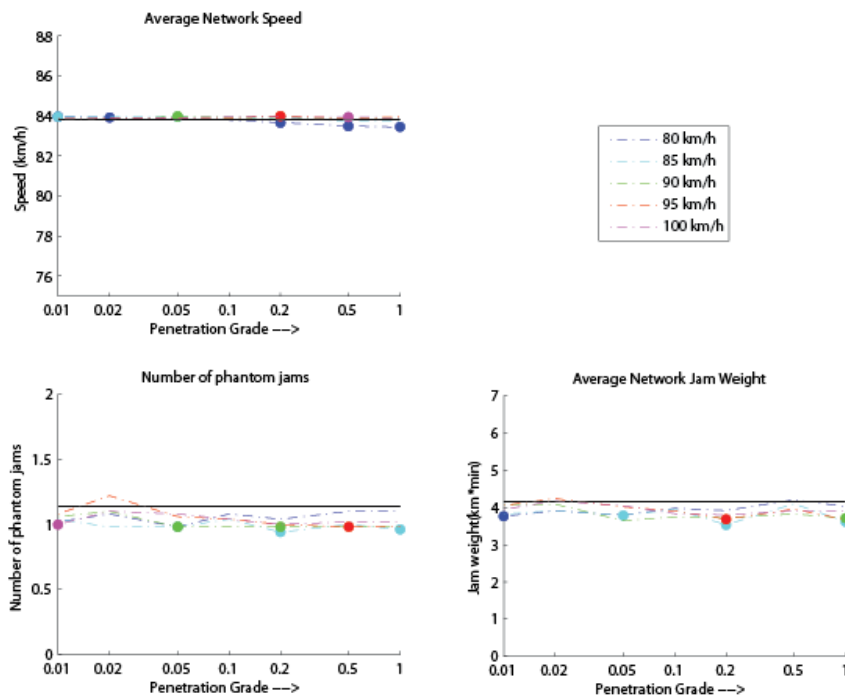 Average Network Speed
88
86
84
82
80
78
76
Speed (km/h)
0.01 0.02 0.05 0.1 0.2 0.5 1
Penetration Grade —->
80 km/h
85 km/h
90 km/h
95 km/h
100 km/h
Number of phantom jams
2
1.5
1
0.5
0
Number of phantom jams
0.01 0.02 0.05 0.1 0.2 0.5 1
Penetration Grade —->
Average Network Jam Weight
7
6
5
4
3
2
1
0
Jam weight(km *min)
0.01 0.02 0.05 0.1 0.2 0.5 1
Penetration Grade —->